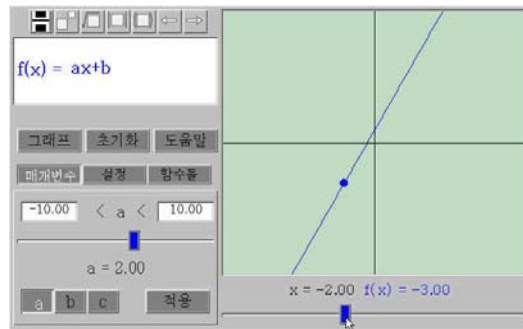 f(x) = ax+b
그래프 초기화 도움말
매개변수 설정 함수들
-10.00 < a < 10.00
a = 2.00
a b c 적용
x = -2.00 f(x) = -3.00